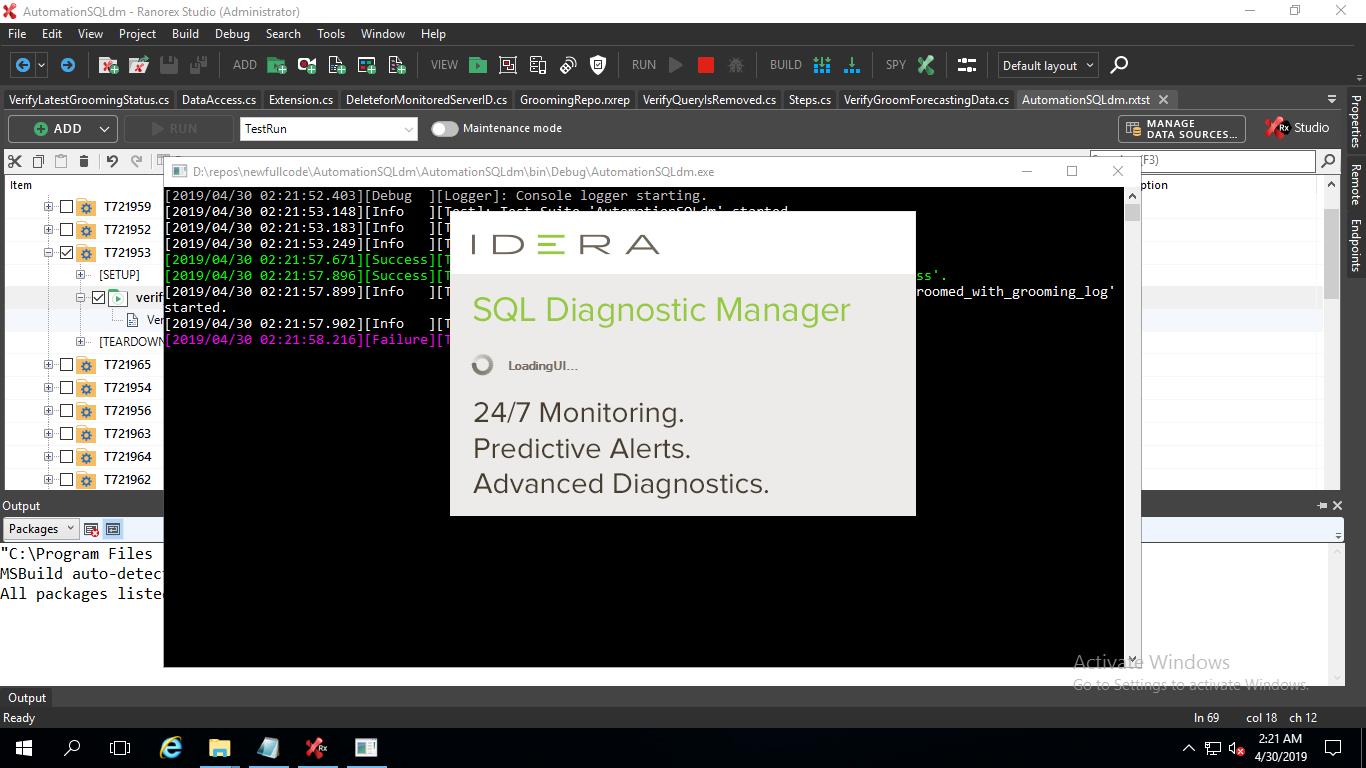 AutomationSQLdm - Ranorex Studio (Administrator)
File Edit View Project Build Debug Search Tools Window Help
ADD VIEW RUN BUILD SPY Default layout
VerifyLatestGroomingStatus.cs DataAccess.cs Extension.cs DeleteforMonitoredServerID.cs GroomingRepo.rxrep VerifyQueryIsRemoved.cs Steps.cs VerifyGroomForecastingData.cs AutomationSQLdm.rxtst
ADD RUN TestRun Maintenance mode MANAGE DATA SOURCES... Rx Studio
Properties
Remote
Endpoints
(F3)
Item
T721959
T721952
T721953
[SETUP]
verif
Ver
[TEARDOWN
T721965
T721954
T721956
T721963
T721964
T721962
D:\repos\newfullcode\AutomationSQLdm\AutomationSQLdm\bin\Debug\AutomationSQLdm.exe
ption
[2019/04/30 02:21:52.403][Debug ][Logger]: Console logger starting.
[2019/04/30 02:21:53.148][Info ][Test]: Test Suite 'AutomationSQLdm' started.
[2019/04/30 02:21:53.183][Info ][T
[2019/04/30 02:21:53.249][Info ][T
[2019/04/30 02:21:57.671][Success][T
[2019/04/30 02:21:57.896][Success][T ss'.
[2019/04/30 02:21:57.899][Info ][T roomed_with_grooming_log'
started.
[2019/04/30 02:21:57.902][Info ][T
[2019/04/30 02:21:58.216][Failure][T
IDERA
SQL Diagnostic Manager
LoadingUI...
24/7 Monitoring.
Predictive Alerts.
Advanced Diagnostics.
Output
Packages
"C:\Program Files
MSBuild auto-detec
All packages liste
Activate Windows
Go to Settings to activate Windows.
Output
Ready ln 69 col 18 ch 12
Rx
2:21 AM
4/30/2019